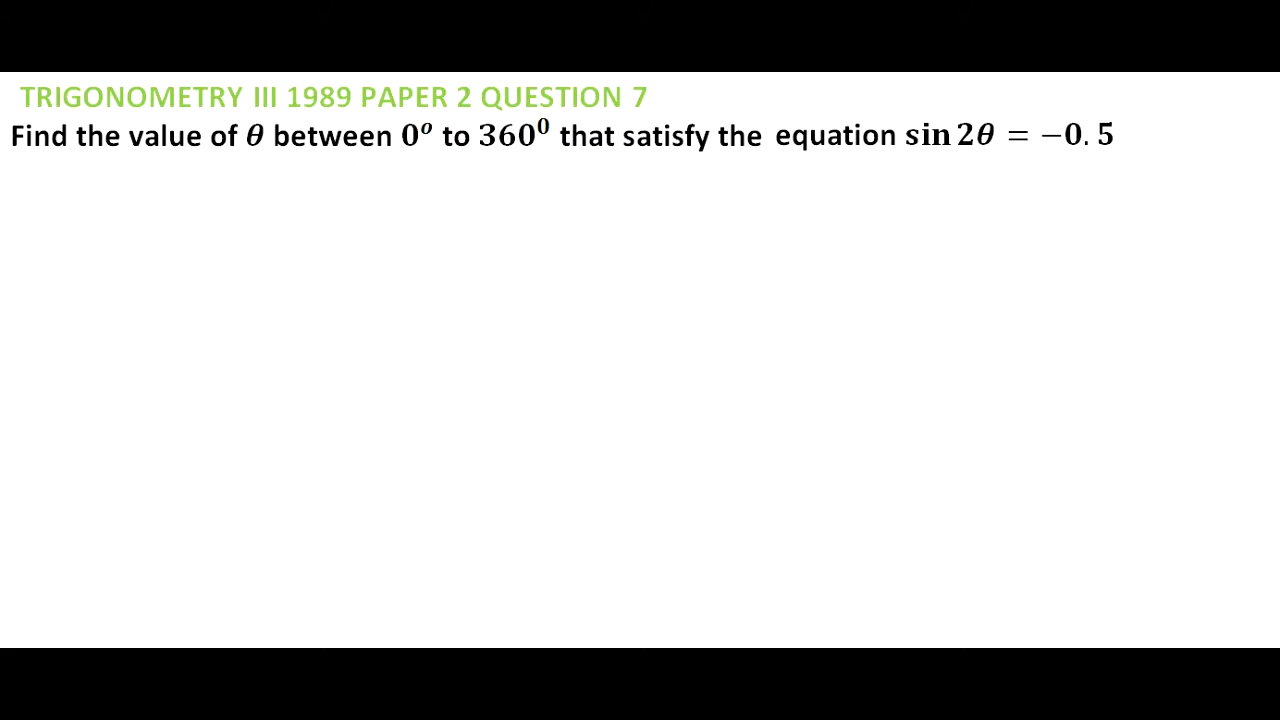 TRIGONOMETRY III 1989 PAPER 2 QUESTION 7
Find the value of θ between 0° to 360⁰ that satisfy the equation sin 2θ = −0.5